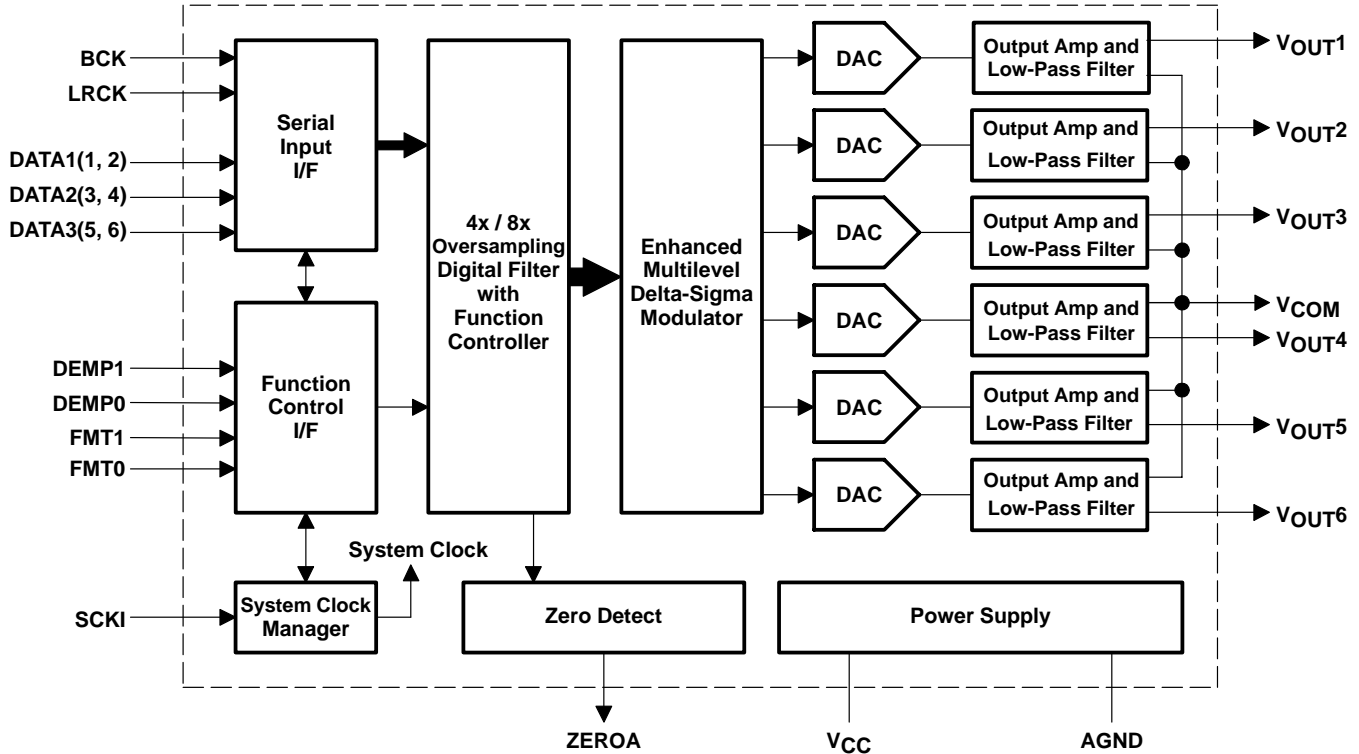 BCK
LRCK
DATA1(1, 2)
DATA2(3, 4)
DATA3(5, 6)
DEMP1
DEMP0
FMT1
FMT0
SCKI
Serial
Input
I/F
Function
Control
I/F
System Clock
Manager
System Clock
4x / 8x
Oversampling
Digital Filter
with
Function
Controller
Zero Detect
ZEROA
Enhanced
Multilevel
Delta-Sigma
Modulator
DAC
DAC
DAC
DAC
DAC
DAC
Output Amp and
Low-Pass Filter
Output Amp and
Low-Pass Filter
Output Amp and
Low-Pass Filter
Output Amp and
Low-Pass Filter
Output Amp and
Low-Pass Filter
Output Amp and
Low-Pass Filter
VOUT1
VOUT2
VOUT3
VCOM
VOUT4
VOUT5
VOUT6
Power Supply
VCC
AGND